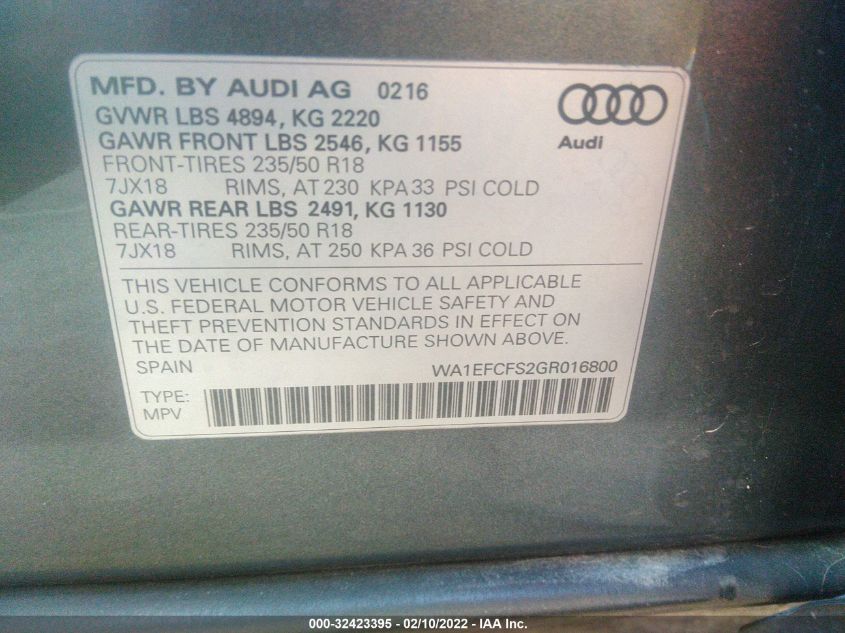 MFD. BY AUDI AG 0216
GVWR LBS 4894, KG 2220
GAWR FRONT LBS 2546, KG 1155
FRONT-TIRES 235/50 R18
7JX18 RIMS, AT 230 KPA 33 PSI COLD
GAWR REAR LBS 2491, KG 1130
REAR-TIRES 235/50 R18
7JX18 RIMS, AT 250 KPA 36 PSI COLD
Audi
THIS VEHICLE CONFORMS TO ALL APPLICABLE
U.S. FEDERAL MOTOR VEHICLE SAFETY AND
THEFT PREVENTION STANDARDS IN EFFECT ON
THE DATE OF MANUFACTURE SHOWN ABOVE.
SPAIN WA1EFCFS2GR016800
TYPE:
MPV
000-32423395 - 02/10/2022 - IAA Inc.